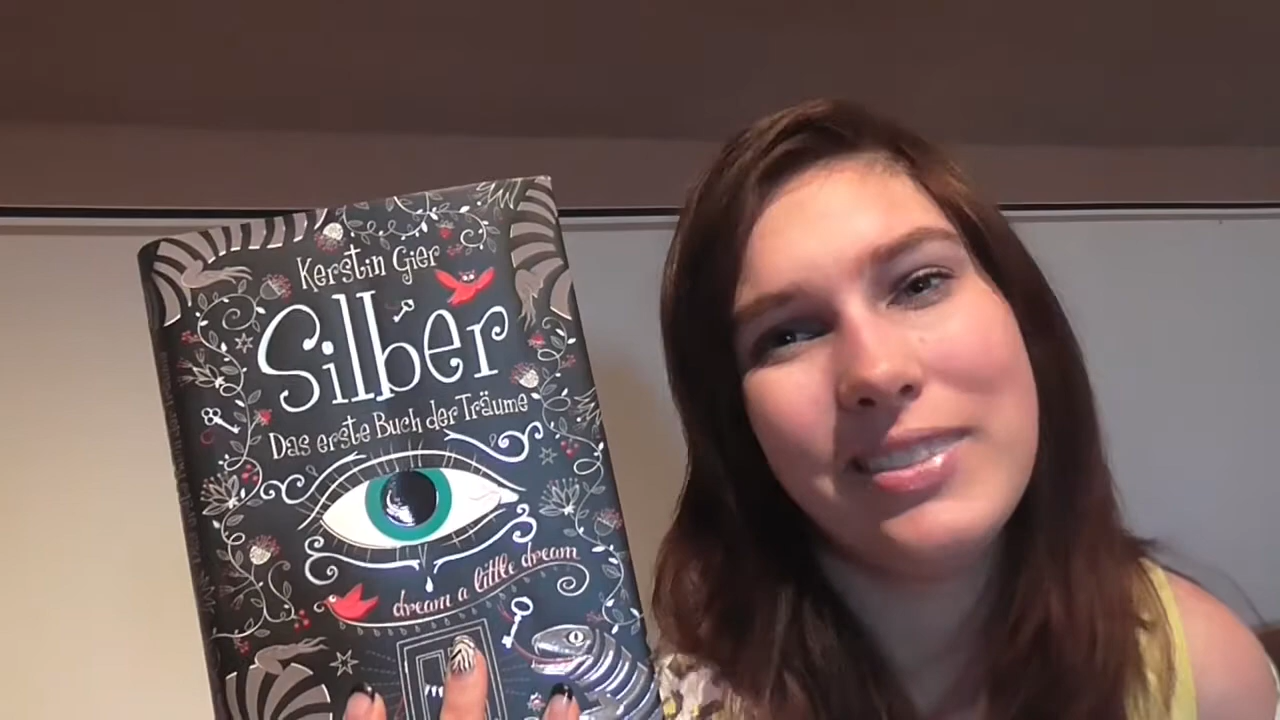 Kerstin Gier
Silber
Das erste Buch der Träume
dream a little dream